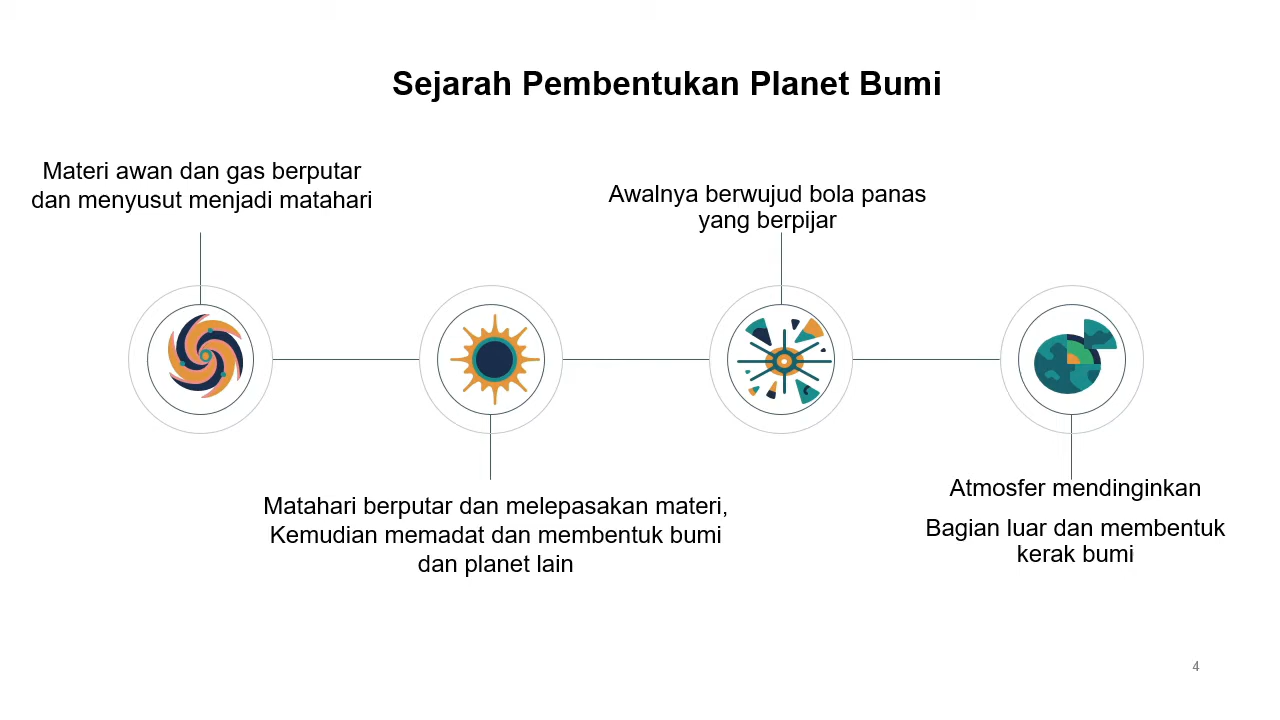 Sejarah Pembentukan Planet Bumi
Materi awan dan gas berputar
dan menyusut menjadi matahari
Awalnya berwujud bola panas
yang berpijar
Matahari berputar dan melepasakan materi,
Kemudian memadat dan membentuk bumi
dan planet lain
Atmosfer mendinginkan
Bagian luar dan membentuk
kerak bumi
4